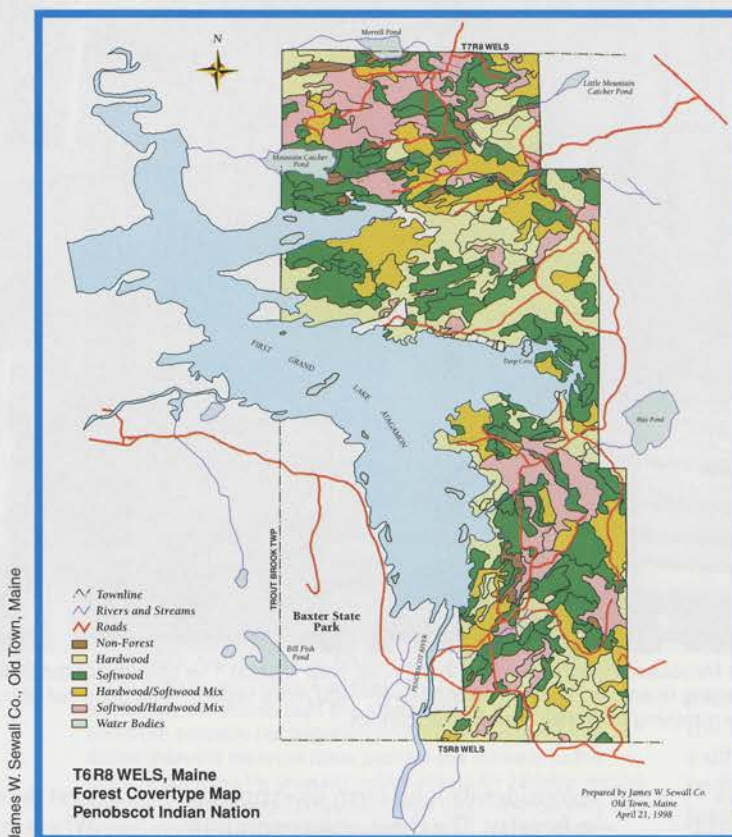 James W. Sewall Co., Old Town, Maine
N
Morrill Pond
T7R8 WELS
Little Mountain
Catcher Pond
Mountain Catcher
Pond
FIRST GRAND LAKE ATAGAMON
Deep Cove
Hay Pond
TROUT BROOK TWP
Baxter State
Park
Bill Fish
Pond
PENOBSCOT RIVER
T5R8 WELS
Townline
Rivers and Streams
Roads
Non-Forest
Hardwood
Softwood
Hardwood/Softwood Mix
Softwood/Hardwood Mix
Water Bodies
T6R8 WELS, Maine
Forest Covertype Map
Penobscot Indian Nation
Prepared by James W. Sewall Co.
Old Town, Maine
April 21, 1998